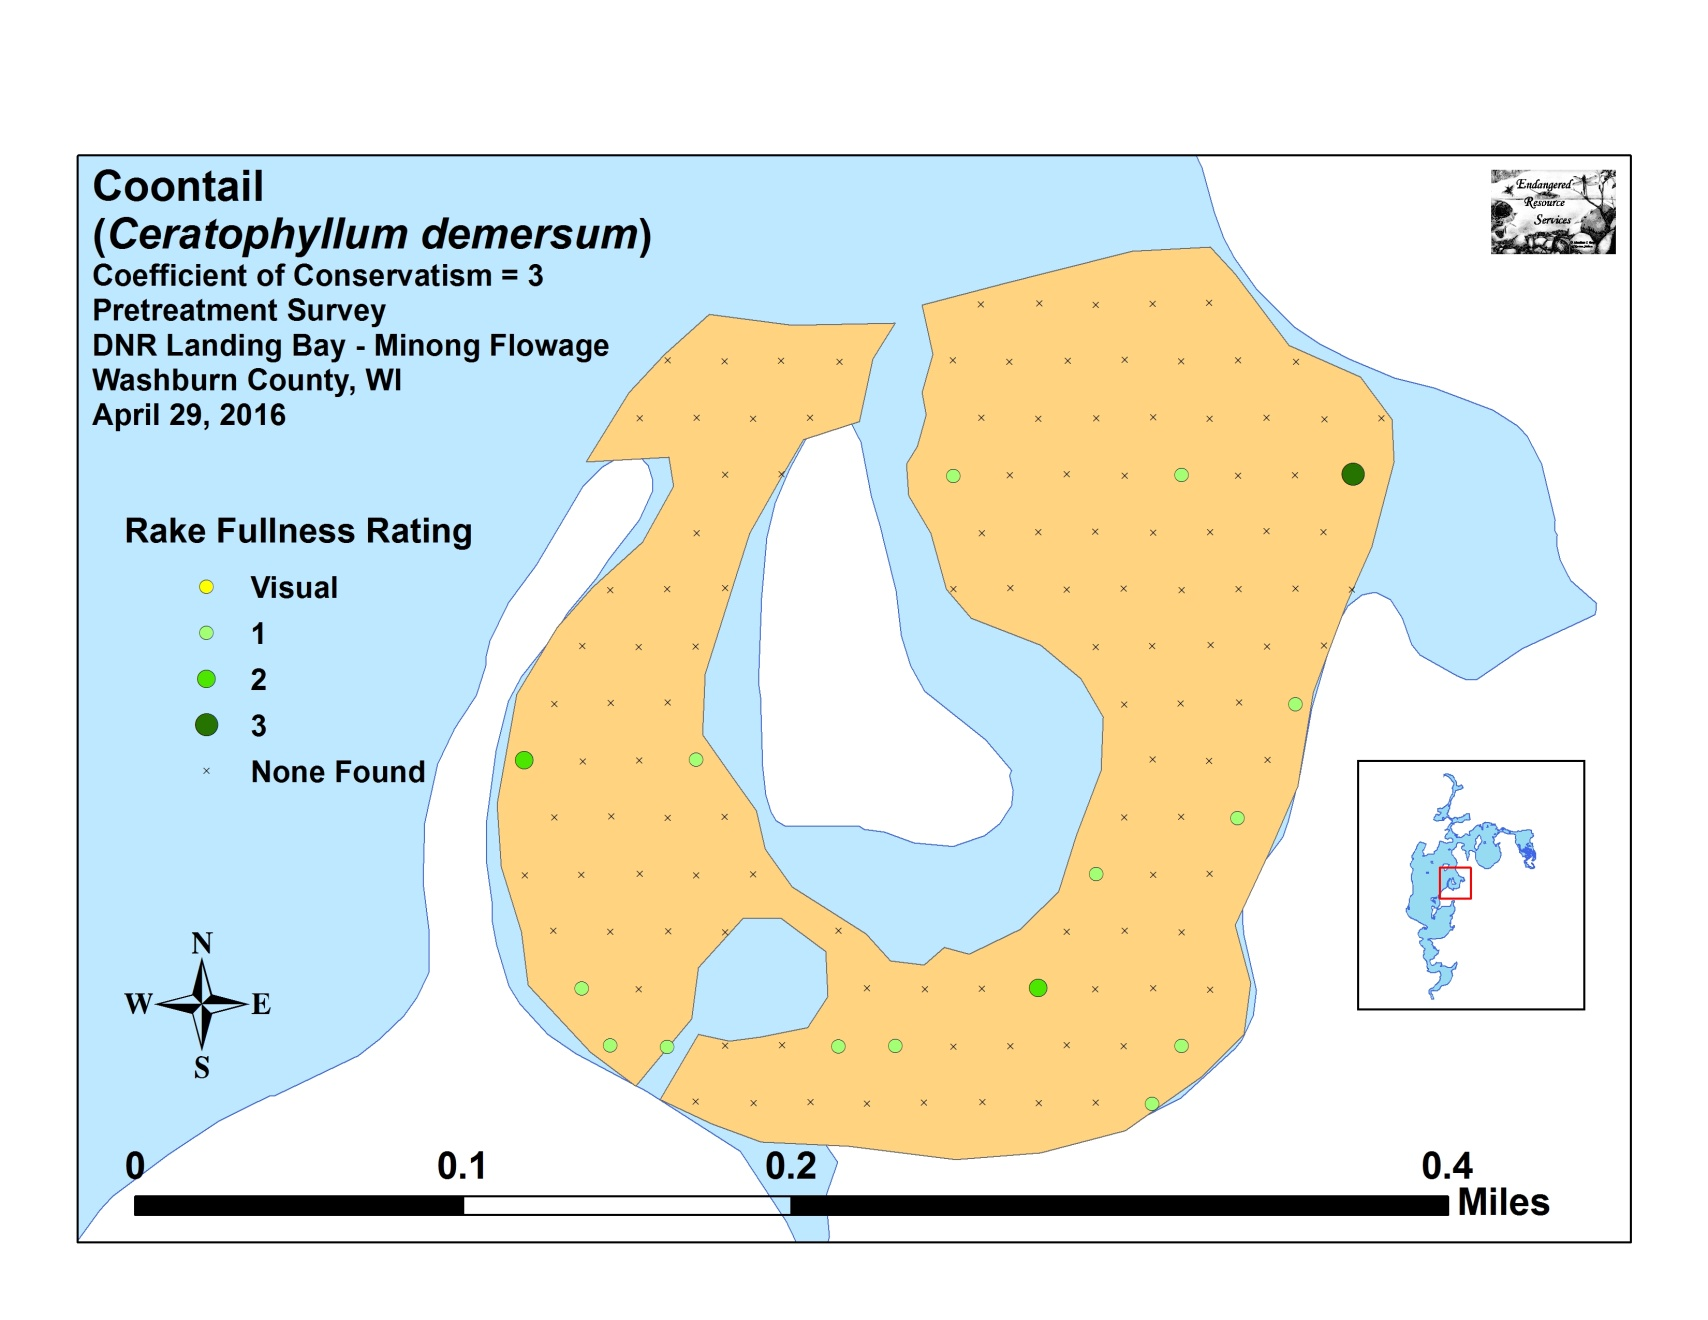 Coontail
(Ceratophyllum demersum)
Coefficient of Conservatism = 3
Pretreatment Survey
DNR Landing Bay - Minong Flowage
Washburn County, WI
April 29, 2016
Endangered
Resource
Services
Rake Fullness Rating
Visual
1
2
3
None Found
N
W E
S
0 0.1 0.2 0.4
Miles